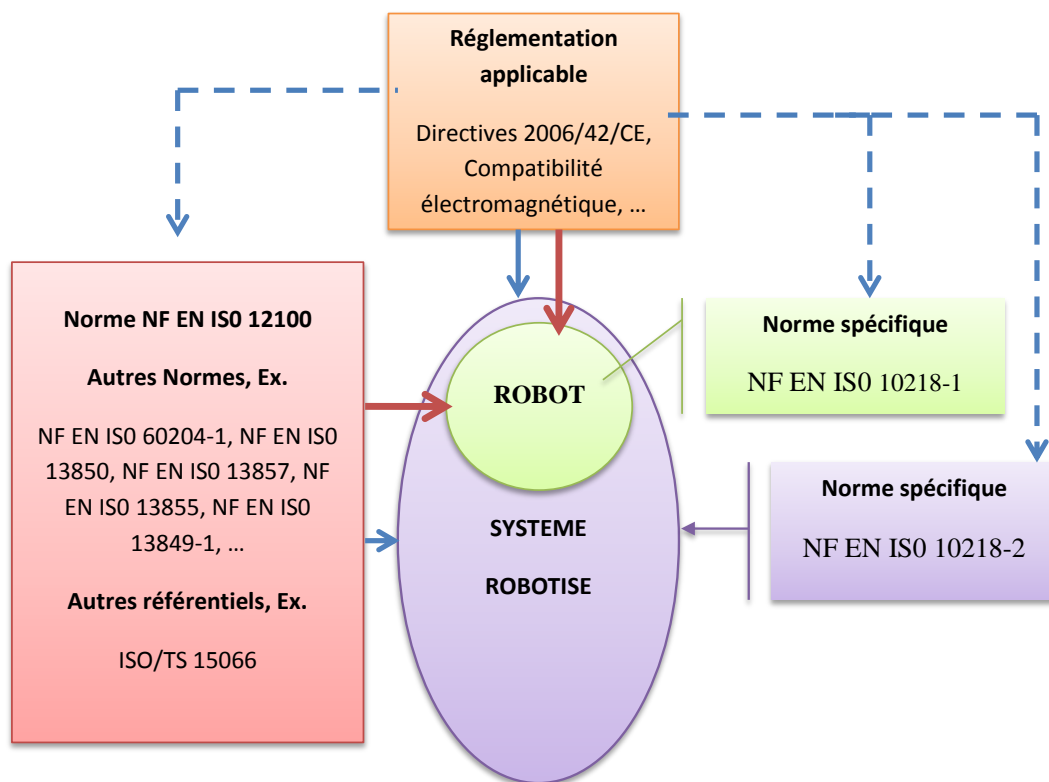 Réglementation
applicable
Directives 2006/42/CE,
Compatibilité
électromagnétique, …
Norme NF EN IS0 12100
Autres Normes, Ex.
NF EN IS0 60204-1, NF EN IS0
13850, NF EN IS0 13857, NF
EN IS0 13855, NF EN IS0
13849-1, …
Autres référentiels, Ex.
ISO/TS 15066
ROBOT
SYSTEME
ROBOTISE
Norme spécifique
NF EN IS0 10218-1
Norme spécifique
NF EN IS0 10218-2